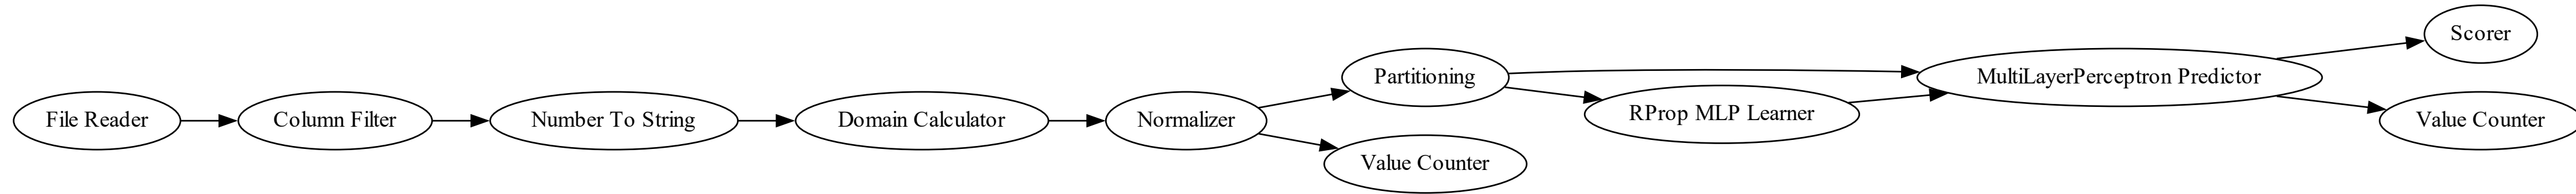 File Reader
Column Filter
Number To String
Domain Calculator
Normalizer
Partitioning
Value Counter
RProp MLP Learner
MultiLayerPerceptron Predictor
Scorer
Value Counter